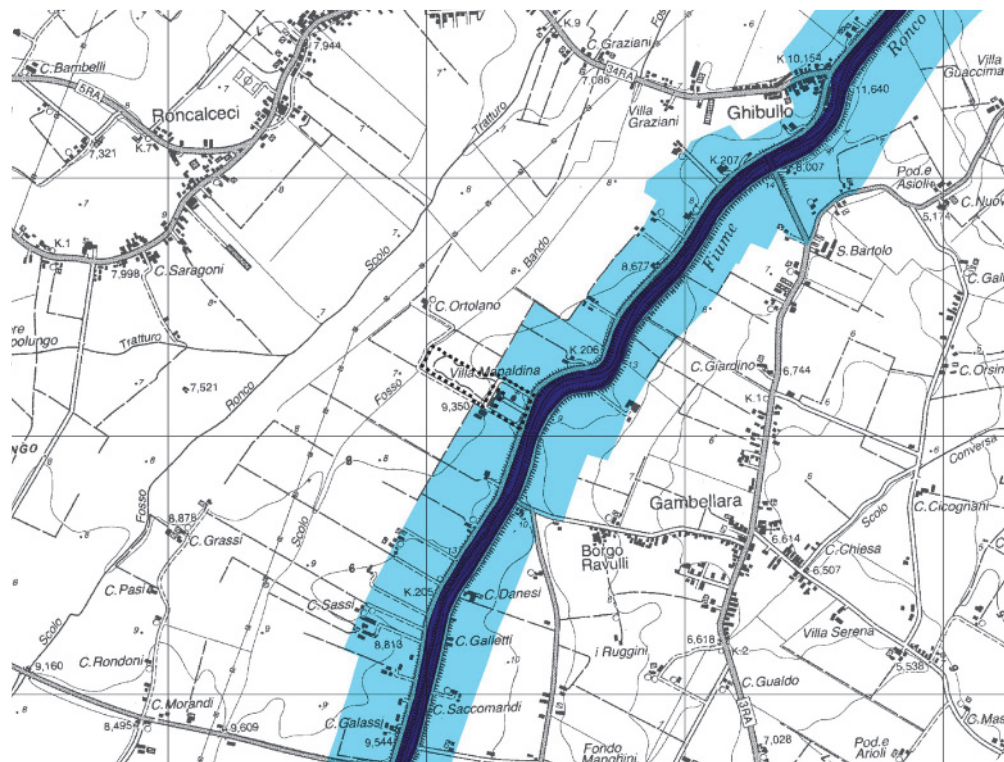 7,944
C. Bambelli
5RA
Roncalceci
7,321
K.7
K.1
7,998
C. Saragoni
Tratturo
7,521
Ronco
Scolo
Tratturo
K.9
C. Graziani
7,086
34RA
Villa
Graziani
K 10,154
Ghibullo
11,640
Ronco
Villa
K.207
8,007
Pod.e
Asioli
5,174
S. Bartolo
Fiume
8,677
Bando
C. Ortolano
Fosso
K.206
9,350
C. Giardino
6,744
K.1
C. Orsin
Conversa
Scolo
C. Cicognani
Gambellara
6,614
C. Chiesa
6,507
Borgo
Ravulli
8,878
C. Grassi
Fosso
Scolo
C. Pasi
Scolo
C. Rondoni
9,160
C. Morandi
8,495
9,609
K.205
C. Danesi
C. Sassi
8,813
C. Galletti
C. Saccomandi
C. Galassi
9,544
i Ruggini
6,618
K-2
C. Gualdo
3RA
7,028
Villa Serena
5,538
Pod.e
Arioli
Fondo
Manghini